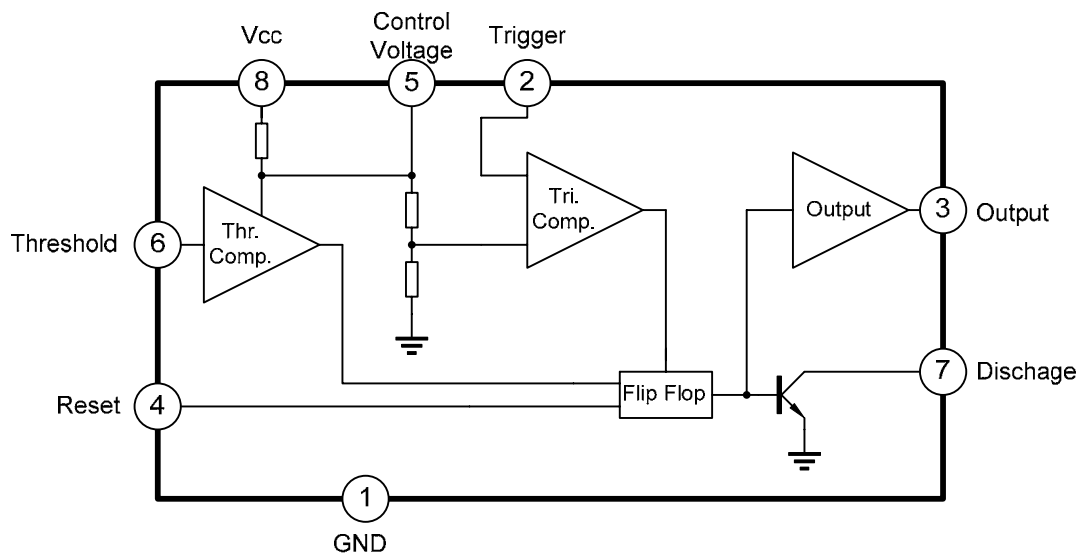 Vcc
Control
Voltage
Trigger
8
5
2
Threshold
6
Thr.
Comp.
Tri.
Comp.
Output
3
Output
Reset
4
Flip Flop
7
Dischage
1
GND